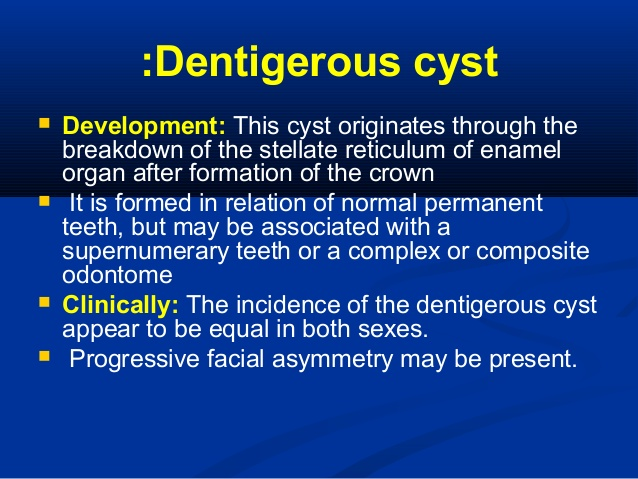 :Dentigerous cyst
Development: This cyst originates through the
breakdown of the stellate reticulum of enamel
organ after formation of the crown
It is formed in relation of normal permanent
teeth, but may be associated with a
supernumerary teeth or a complex or composite
odontome
Clinically: The incidence of the dentigerous cyst
appear to be equal in both sexes.
Progressive facial asymmetry may be present.